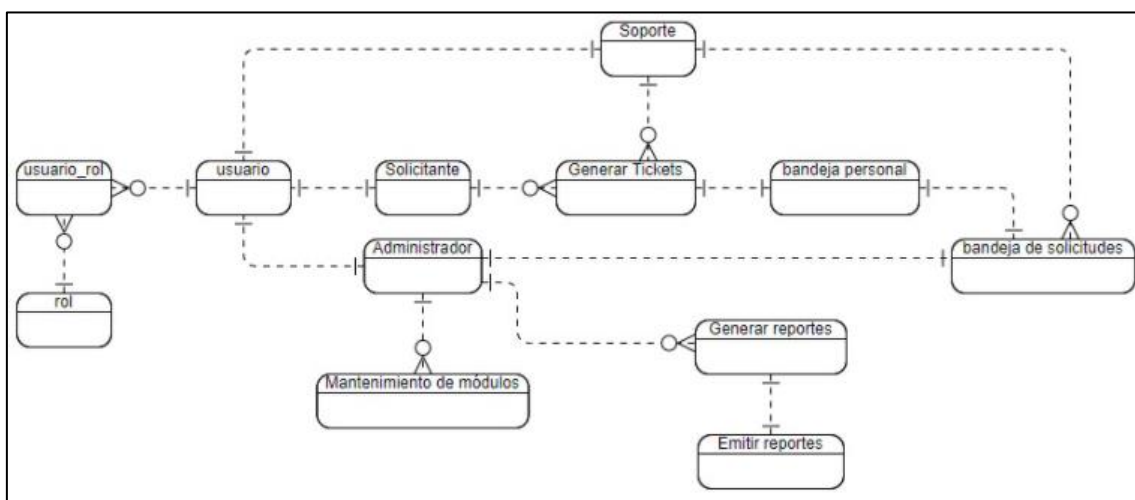 Soporte
usuario_rol
usuario
Solicitante
Generar Tickets
bandeja personal
Administrador
bandeja de solicitudes
rol
Generar reportes
Mantenimiento de módulos
Emitir reportes